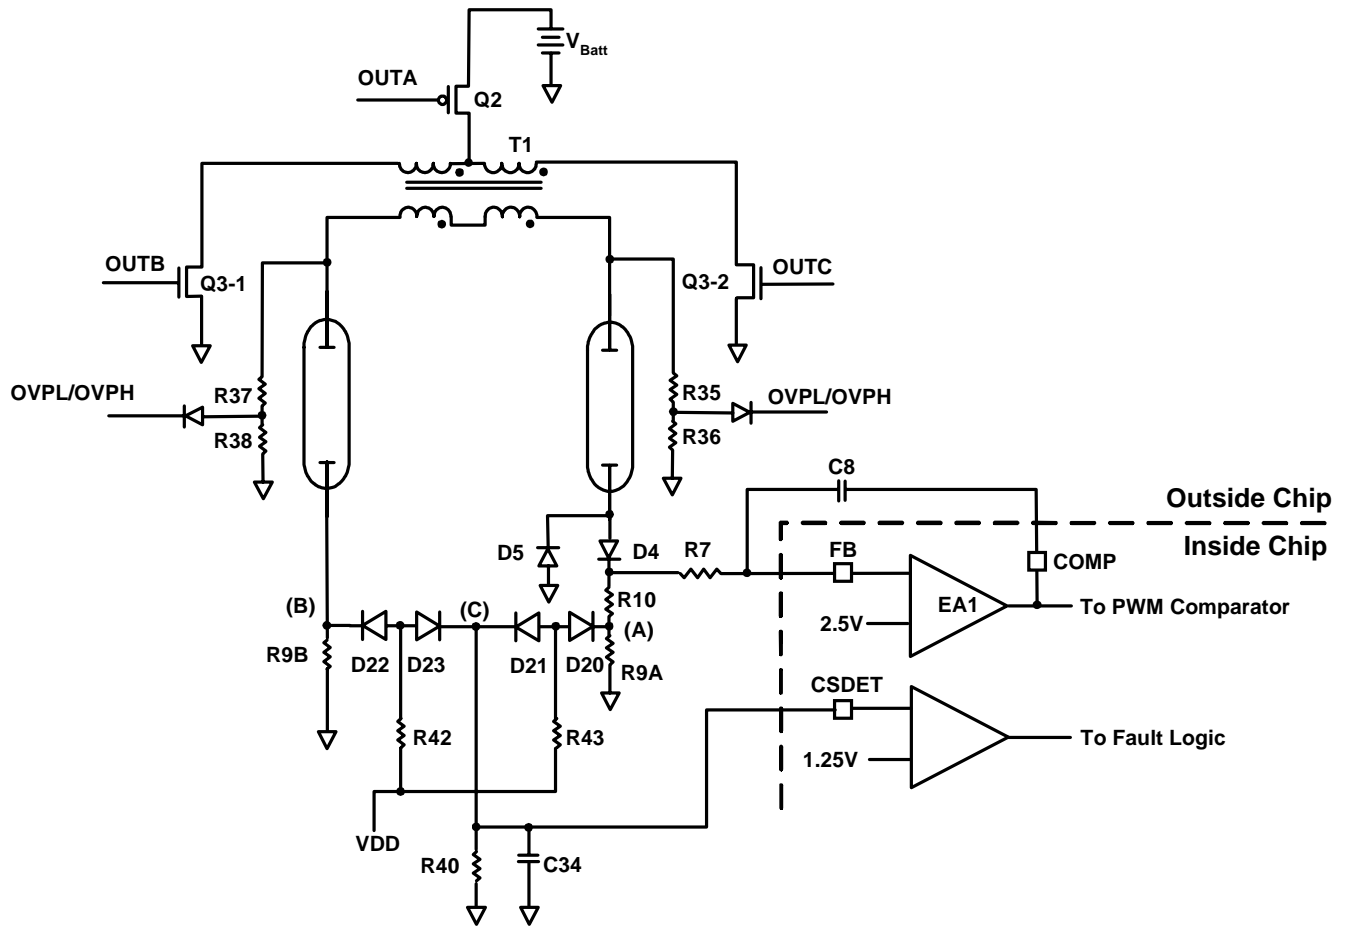 V Batt
OUTA
Q2
T1
OUTB
Q3-1
Q3-2
OUTC
OVPL/OVPH
R37
R38
R35
R36
OVPL/OVPH
C8
Outside Chip
Inside Chip
D5
D4
R7
FB
COMP
EA1
To PWM Comparator
2.5V
R10
(B)
(C)
(A)
R9B
D22
D23
D21
D20
R9A
CSDET
R42
R43
To Fault Logic
1.25V
VDD
R40
C34